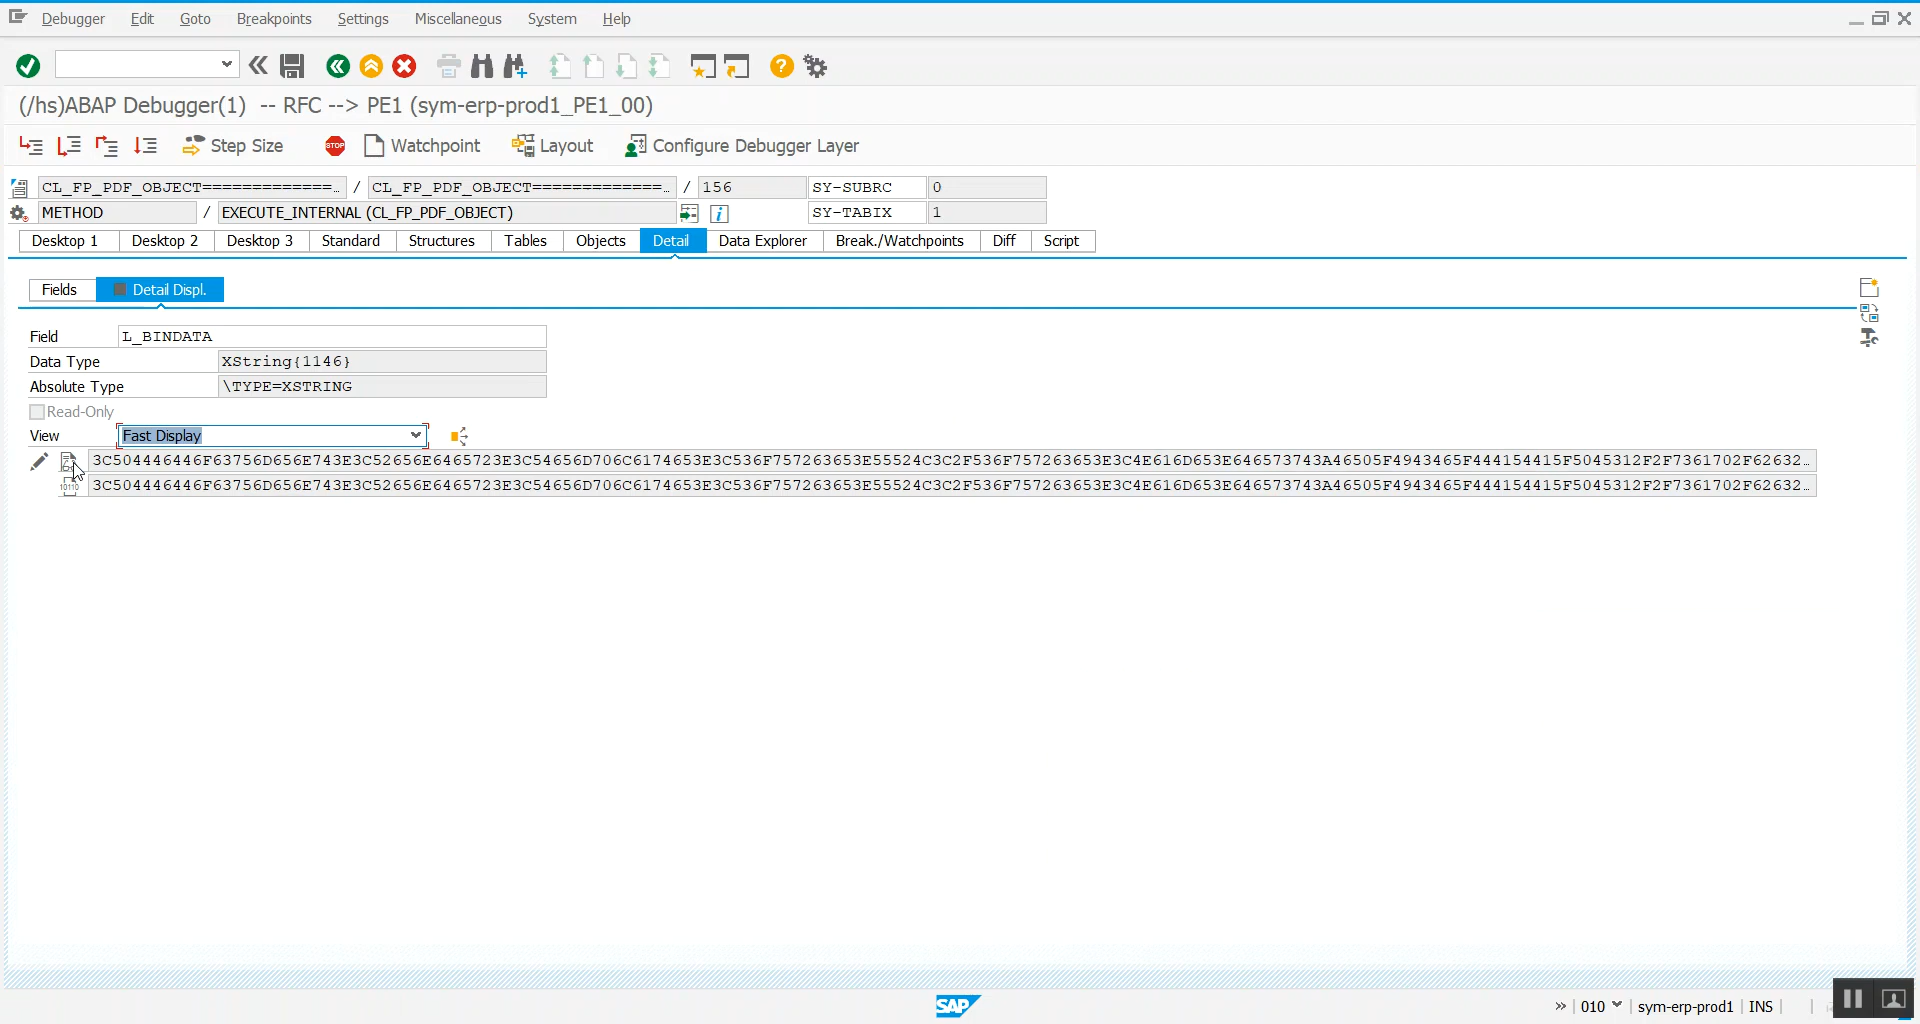 Debugger Edit Goto Breakpoints Settings Miscellaneous System Help
(/hs)ABAP Debugger(1) -- RFC --> PE1 (sym-erp-prod1_PE1_00)
Step Size STOP Watchpoint Layout Configure Debugger Layer
CL_FP_PDF_OBJECT=============… / CL_FP_PDF_OBJECT=============… / 156 SY-SUBRC 0
METHOD / EXECUTE_INTERNAL (CL_FP_PDF_OBJECT) SY-TABIX 1
Desktop 1 Desktop 2 Desktop 3 Standard Structures Tables Objects Detail Data Explorer Break./Watchpoints Diff Script
Fields Detail Displ.
Field L_BINDATA
Data Type XString{1146}
Absolute Type \TYPE=XSTRING
Read-Only
View Fast Display
3C504446446F63756D656E743E3C52656E6465723E3C54656D706C6174653E3C536F757263653E55524C3C2F536F757263653E3C4E616D653E646573743A46505F4943465F444154415F5045312F2F7361702F62632…
3C504446446F63756D656E743E3C52656E6465723E3C54656D706C6174653E3C536F757263653E55524C3C2F536F757263653E3C4E616D653E646573743A46505F4943465F444154415F5045312F2F7361702F62632…
SAP
010 sym-erp-prod1 INS